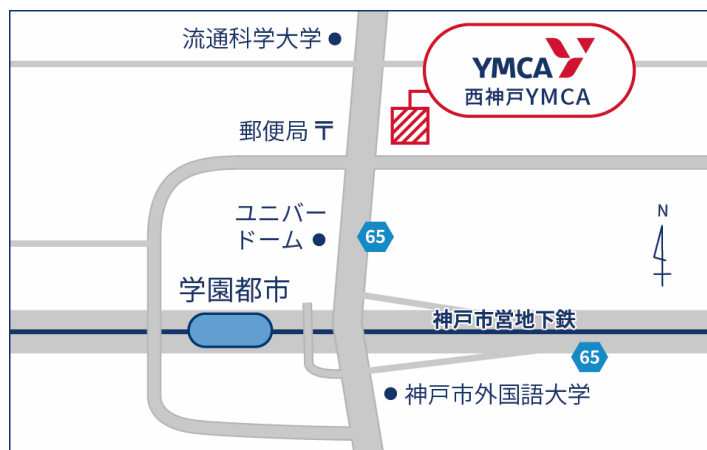 流通科学大学
YMCA
西神戸YMCA
郵便局〒
ユニバー
ドーム
65
N
学園都市
神戸市営地下鉄
65
神戸市外国語大学